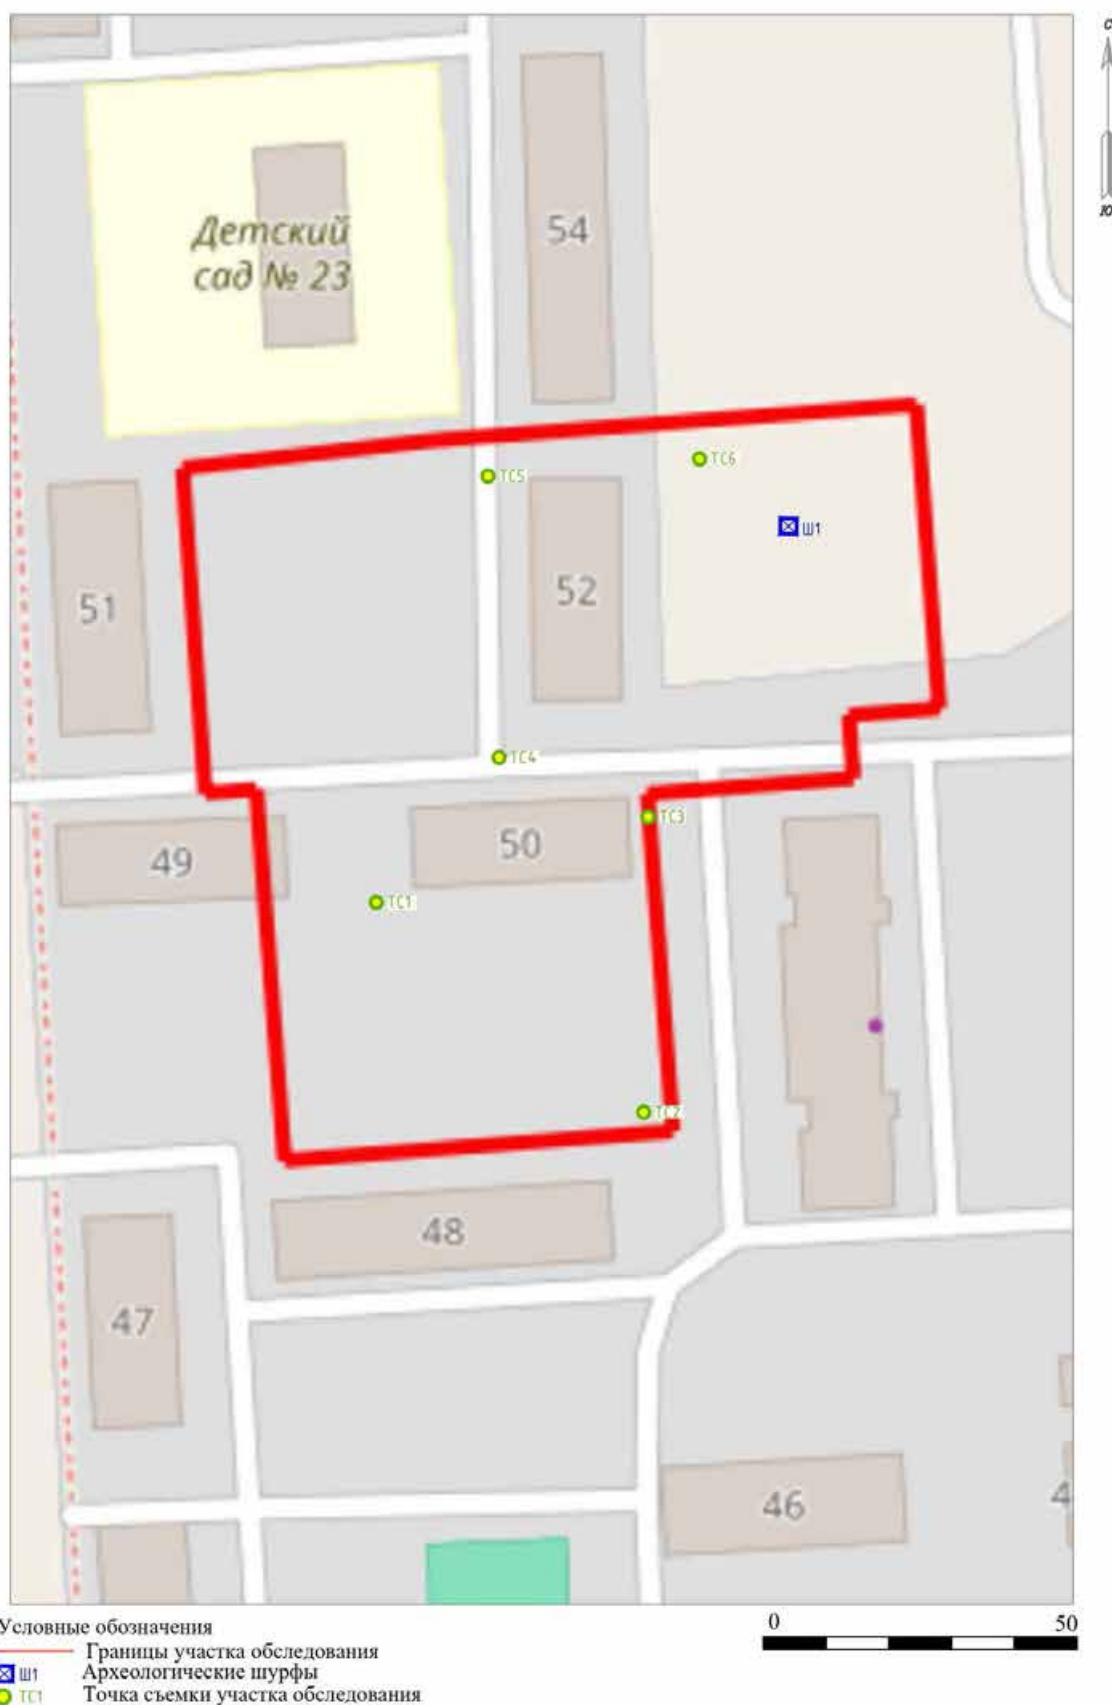 С
54
Детский
сад № 23
Ю
ТС6
ТС5
Ш1
52
51
ТС4
ТС3
50
49
ТС1
ТС2
48
47
46
4
0
50
Условные обозначения
Границы участка обследования
Ш1 Археологические шурфы
ТС1 Точка съемки участка обследования